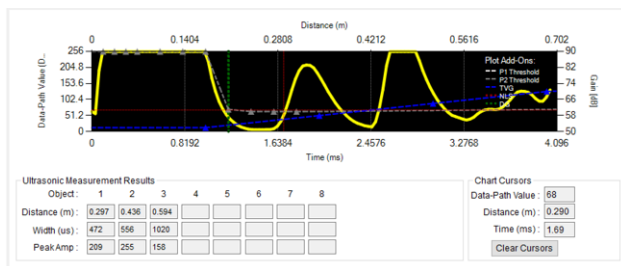 Distance (m)
0 0.1404 0.2808 0.4212 0.5616 0.702
256 204.8 153.6 102.4 51.2 0
Data-Path Value [D...
90 82 74 66 58 50
Gain [dB]
Plot Add-Ons:
P1 Threshold
P2 Threshold
TVG
NLS
DG
0 0.8192 1.6384 2.4576 3.2768 4.096
Time (ms)
Ultrasonic Measurement Results
Object : 1 2 3 4 5 6 7 8
Distance (m) : 0.297 0.436 0.594
Width (us) : 472 556 1020
Peak Amp : 209 255 158
Chart Cursors
Data-Path Value : 68
Distance (m) : 0.290
Time (ms) : 1.69
Clear Cursors